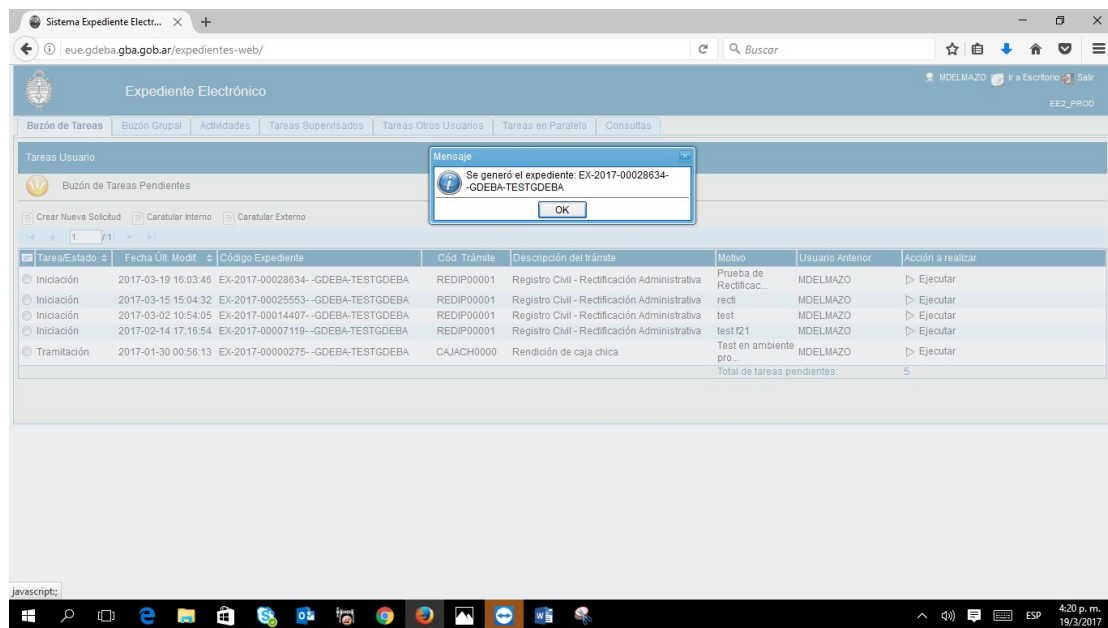 Sistema Expediente Electr...
eue.gdeba.gba.gob.ar/expedientes-web/
Buscar
Expediente Electrónico
MDELMAZO Ir a Escritorio Salir
EE2_PROD
Buzón de Tareas Buzón Grupal Actividades Tareas Supervisados Tareas Otros Usuarios Tareas en Paralelo Consultas
Tareas Usuario
Mensaje
Se generó el expediente: EX-2017-00028634-
-GDEBA-TESTGDEBA
OK
Buzón de Tareas Pendientes
Crear Nueva Solicitud Caratular Interno Caratular Externo
1 / 1
Tarea/Estado Fecha Últ. Modif. Código Expediente Cód. Trámite Descripción del trámite Motivo Usuario Anterior Acción a realizar
Iniciación 2017-03-19 16:03:46 EX-2017-00028634- -GDEBA-TESTGDEBA REDIP00001 Registro Civil - Rectificación Administrativa Prueba de Rectificac... MDELMAZO Ejecutar
Iniciación 2017-03-15 15:04:32 EX-2017-00025553- -GDEBA-TESTGDEBA REDIP00001 Registro Civil - Rectificación Administrativa recti MDELMAZO Ejecutar
Iniciación 2017-03-02 10:54:05 EX-2017-00014407- -GDEBA-TESTGDEBA REDIP00001 Registro Civil - Rectificación Administrativa test MDELMAZO Ejecutar
Iniciación 2017-02-14 17:16:54 EX-2017-00007119- -GDEBA-TESTGDEBA REDIP00001 Registro Civil - Rectificación Administrativa test f21 MDELMAZO Ejecutar
Tramitación 2017-01-30 00:56:13 EX-2017-00000275- -GDEBA-TESTGDEBA CAJACH0000 Rendición de caja chica Test en ambiente pro... MDELMAZO Ejecutar
Total de tareas pendientes: 5
javascript:;
ESP
4:20 p. m.
19/3/2017